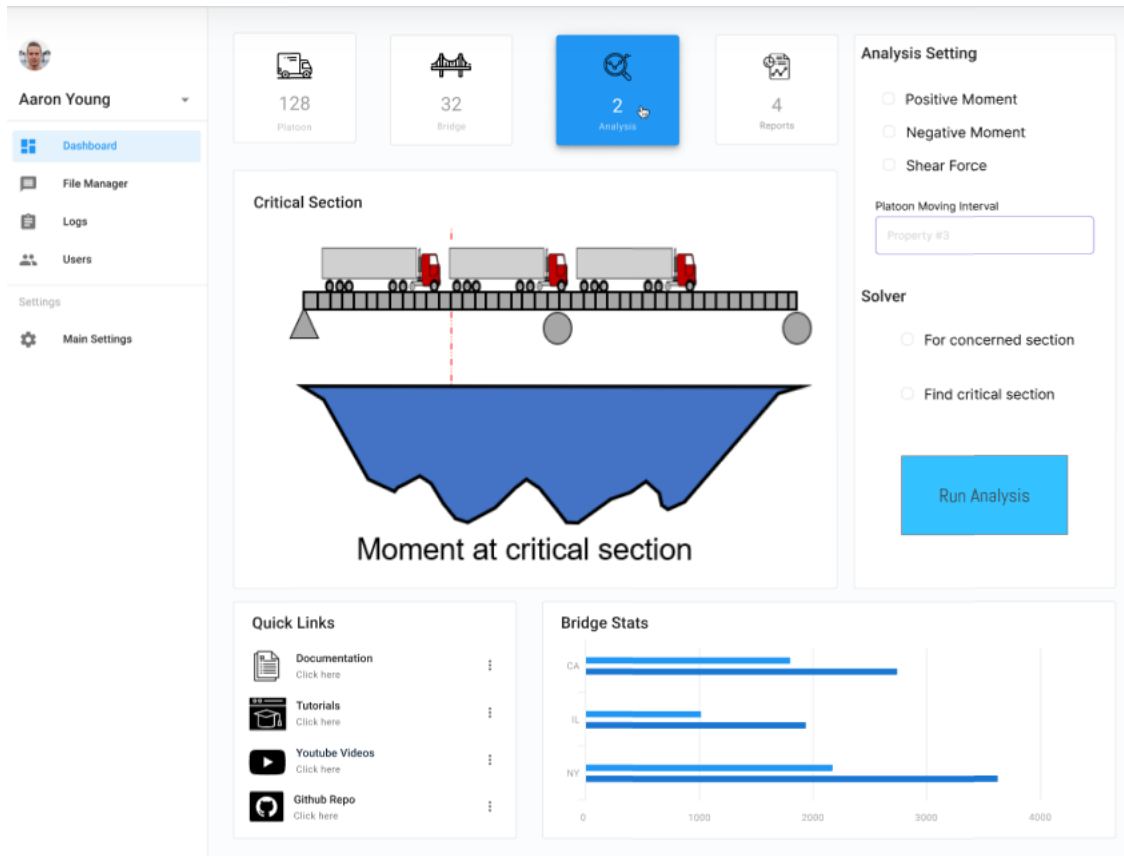 Aaron Young
Dashboard
File Manager
Logs
Users
Settings
Main Settings
128
Platoon
32
Bridge
2
Analysis
4
Reports
Critical Section
Moment at critical section
Analysis Setting
Positive Moment
Negative Moment
Shear Force
Platoon Moving Interval
Property #3
Solver
For concerned section
Find critical section
Run Analysis
Quick Links
Documentation
Click here
Tutorials
Click here
Youtube Videos
Click here
Github Repo
Click here
Bridge Stats
CA
IL
NY
0 1000 2000 3000 4000